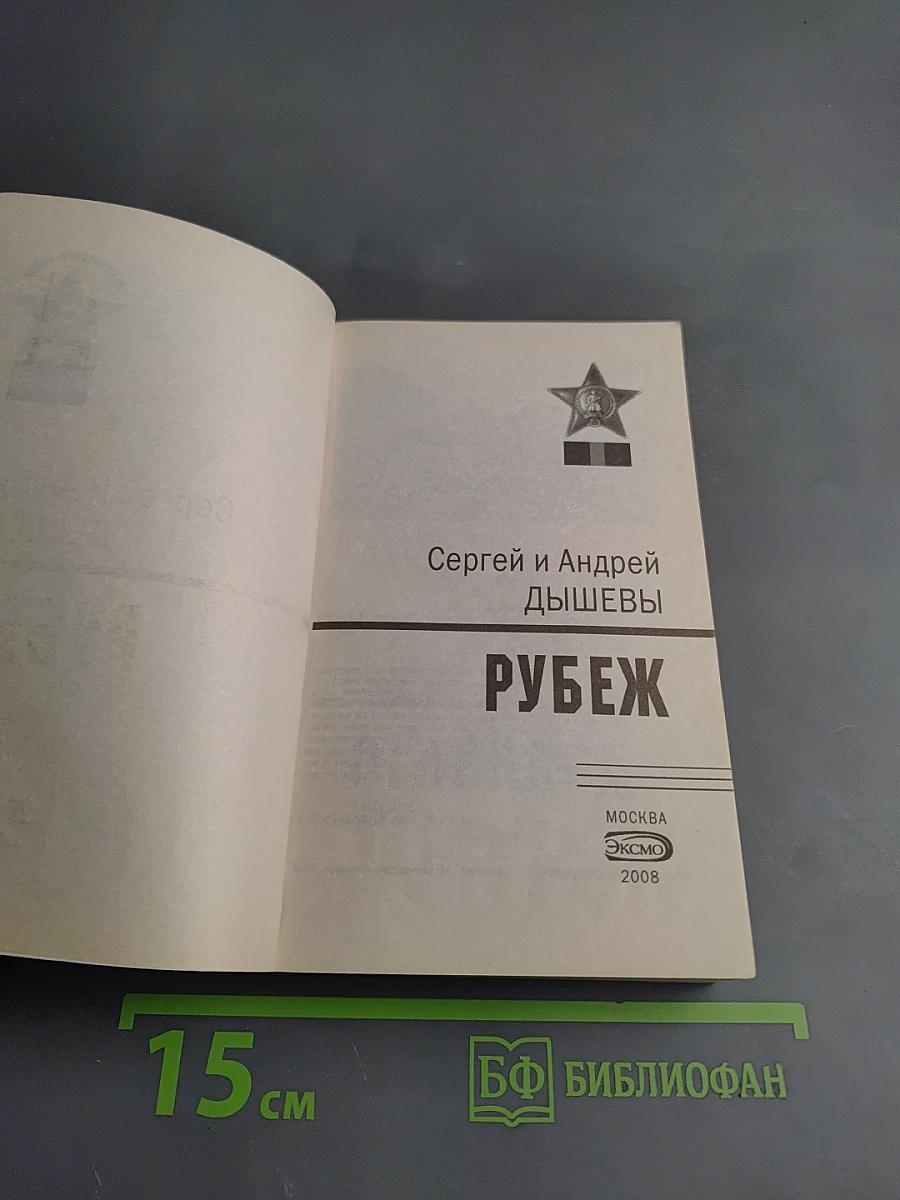 Сергей и Андрей
ДЫШЕВЫ
РУБЕЖ
МОСКВА
ЭКСМО
2008
15 см
БФ БИБЛИОФАН